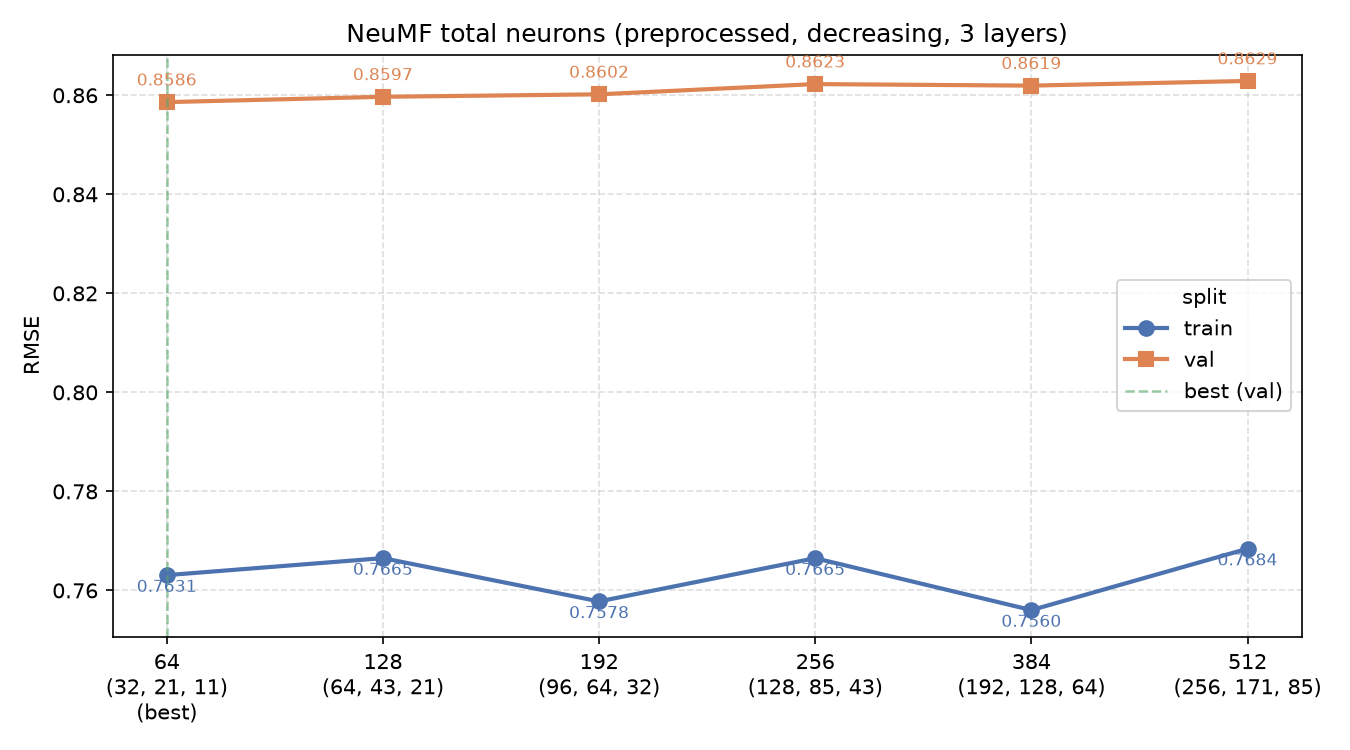 NeuMF total neurons (preprocessed, decreasing, 3 layers)
0.8586
0.8597
0.8602
0.8623
0.8619
0.8629
0.86
0.84
0.82
0.80
0.78
0.76
RMSE
split
train
val
best (val)
0.7631
0.7665
0.7578
0.7665
0.7560
0.7684
64
(32, 21, 11)
(best)
128
(64, 43, 21)
192
(96, 64, 32)
256
(128, 85, 43)
384
(192, 128, 64)
512
(256, 171, 85)